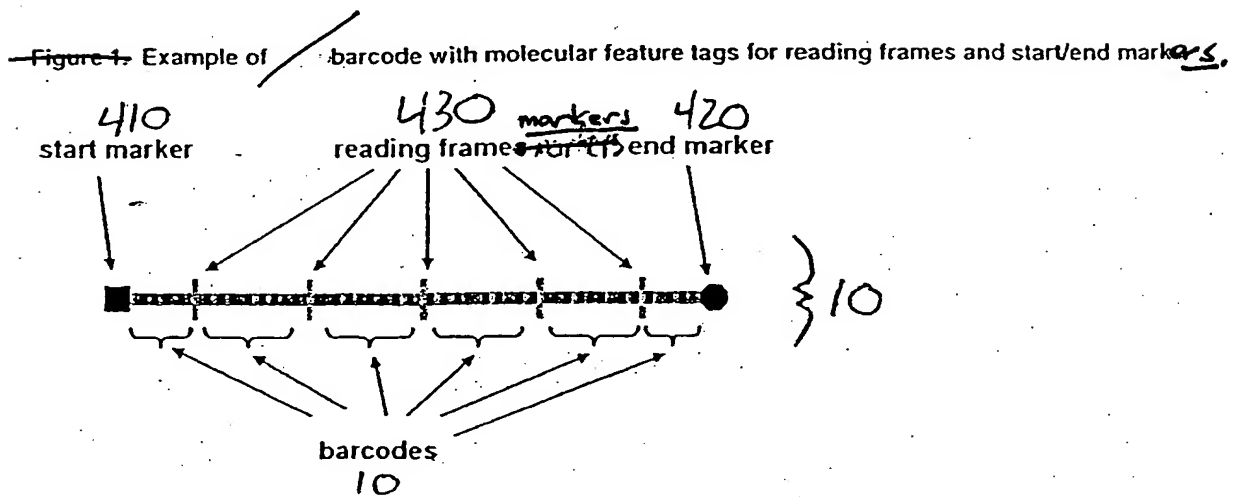 Figure 1. Example of barcode with molecular feature tags for reading frames and start/end markers.
410 430 markers 420
start marker reading frame end marker
10
barcodes
10